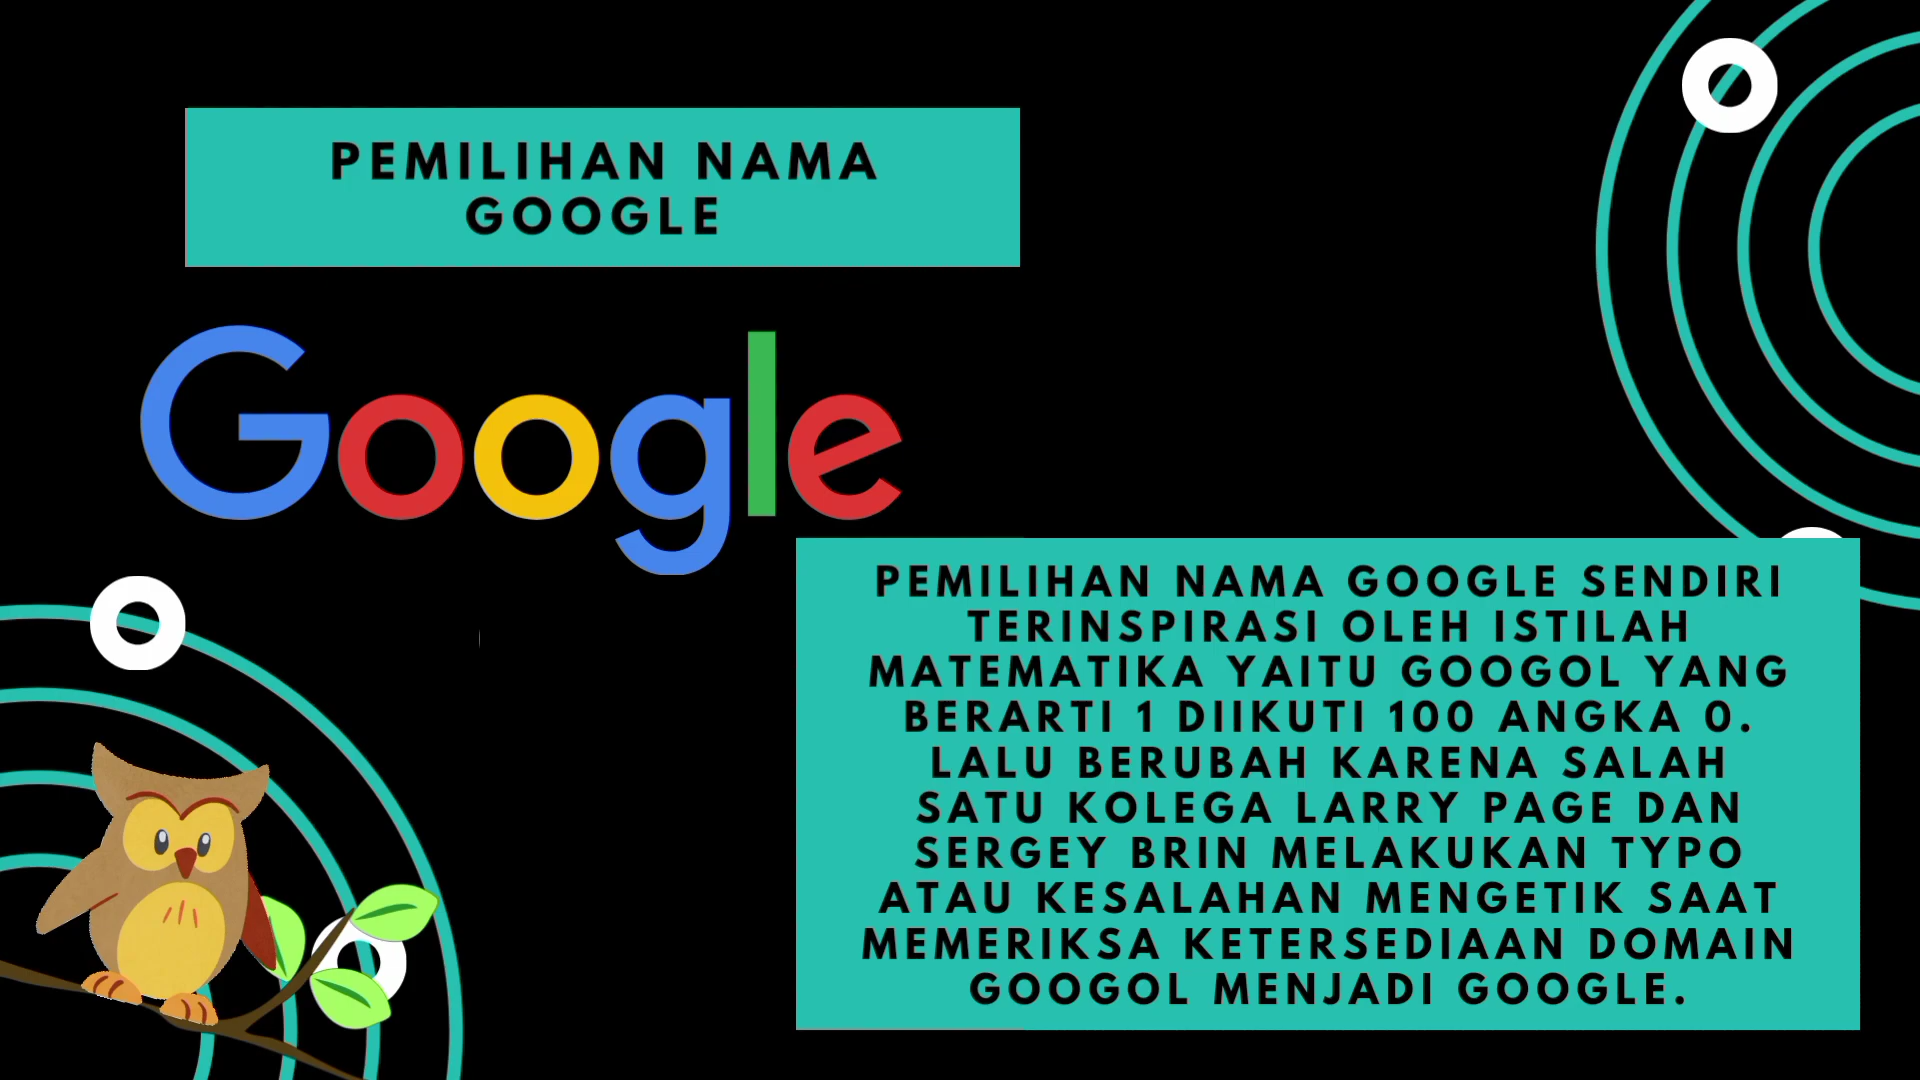 PEMILIHAN NAMA
GOOGLE
Google
PEMILIHAN NAMA GOOGLE SENDIRI
TERINSPIRASI OLEH ISTILAH
MATEMATIKA YAITU GOOGOL YANG
BERARTI 1 DIIKUTI 100 ANGKA 0.
LALU BERUBAH KARENA SALAH
SATU KOLEGA LARRY PAGE DAN
SERGEY BRIN MELAKUKAN TYPO
ATAU KESALAHAN MENGETIK SAAT
MEMERIKSA KETERSEDIAAN DOMAIN
GOOGOL MENJADI GOOGLE.